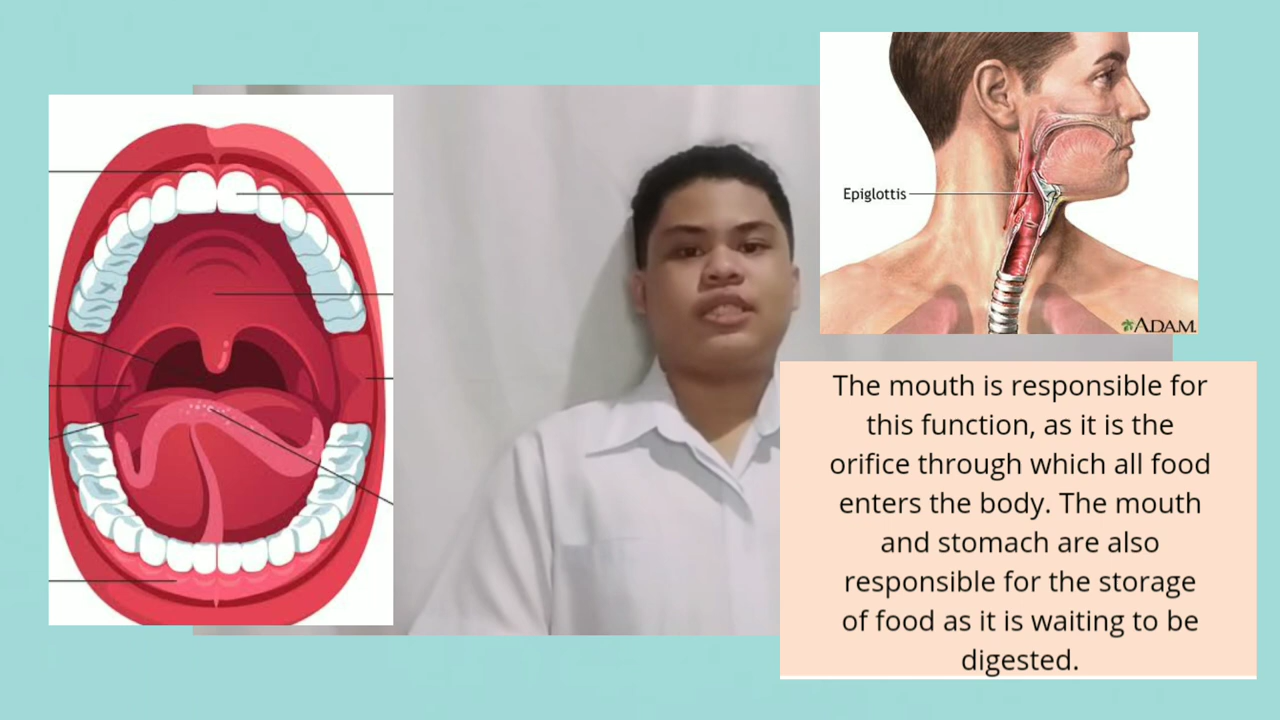 Epiglottis
ADAM.
The mouth is responsible for
this function, as it is the
orifice through which all food
enters the body. The mouth
and stomach are also
responsible for the storage
of food as it is waiting to be
digested.